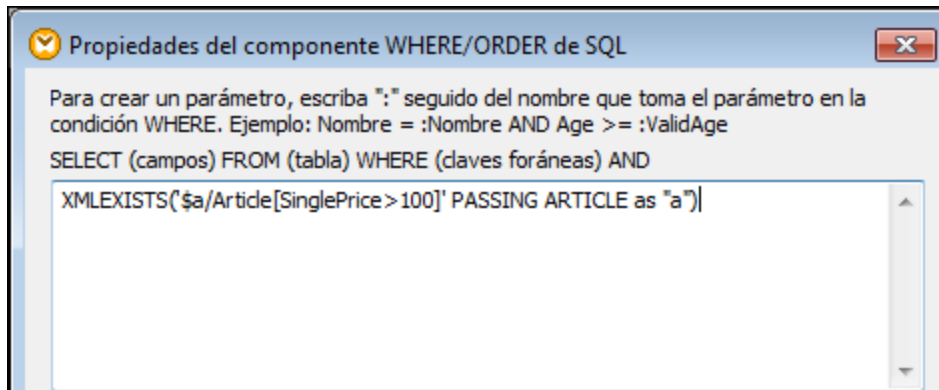 Propiedades del componente WHERE/ORDER de SQL
Para crear un parámetro, escriba ":" seguido del nombre que toma el parámetro en la
condición WHERE. Ejemplo: Nombre = :Nombre AND Age >= :ValidAge
SELECT (campos) FROM (tabla) WHERE (claves foráneas) AND
XMLEXISTS('$a/Article[SinglePrice>100]' PASSING ARTICLE as "a")